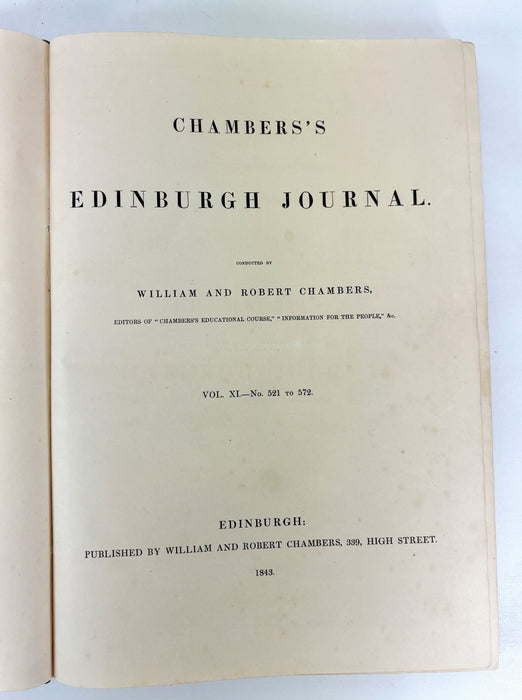 CHAMBERS'S
EDINBURGH JOURNAL.
CONDUCTED BY
WILLIAM AND ROBERT CHAMBERS,
EDITORS OF "CHAMBERS'S EDUCATIONAL COURSE," "INFORMATION FOR THE PEOPLE," &c.
VOL. XI.—No. 521 TO 572.
EDINBURGH:
PUBLISHED BY WILLIAM AND ROBERT CHAMBERS, 339, HIGH STREET.
1843.